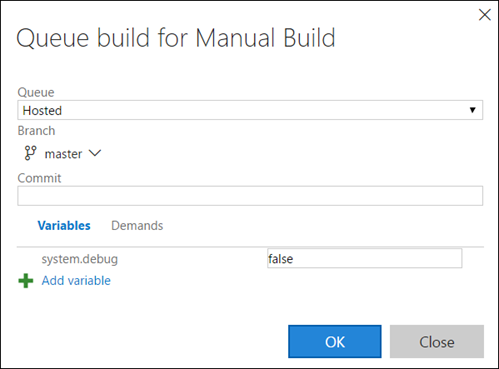 Queue build for Manual Build
Queue
Hosted
Branch
master
Commit
Variables Demands
system.debug false
Add variable
OK Close